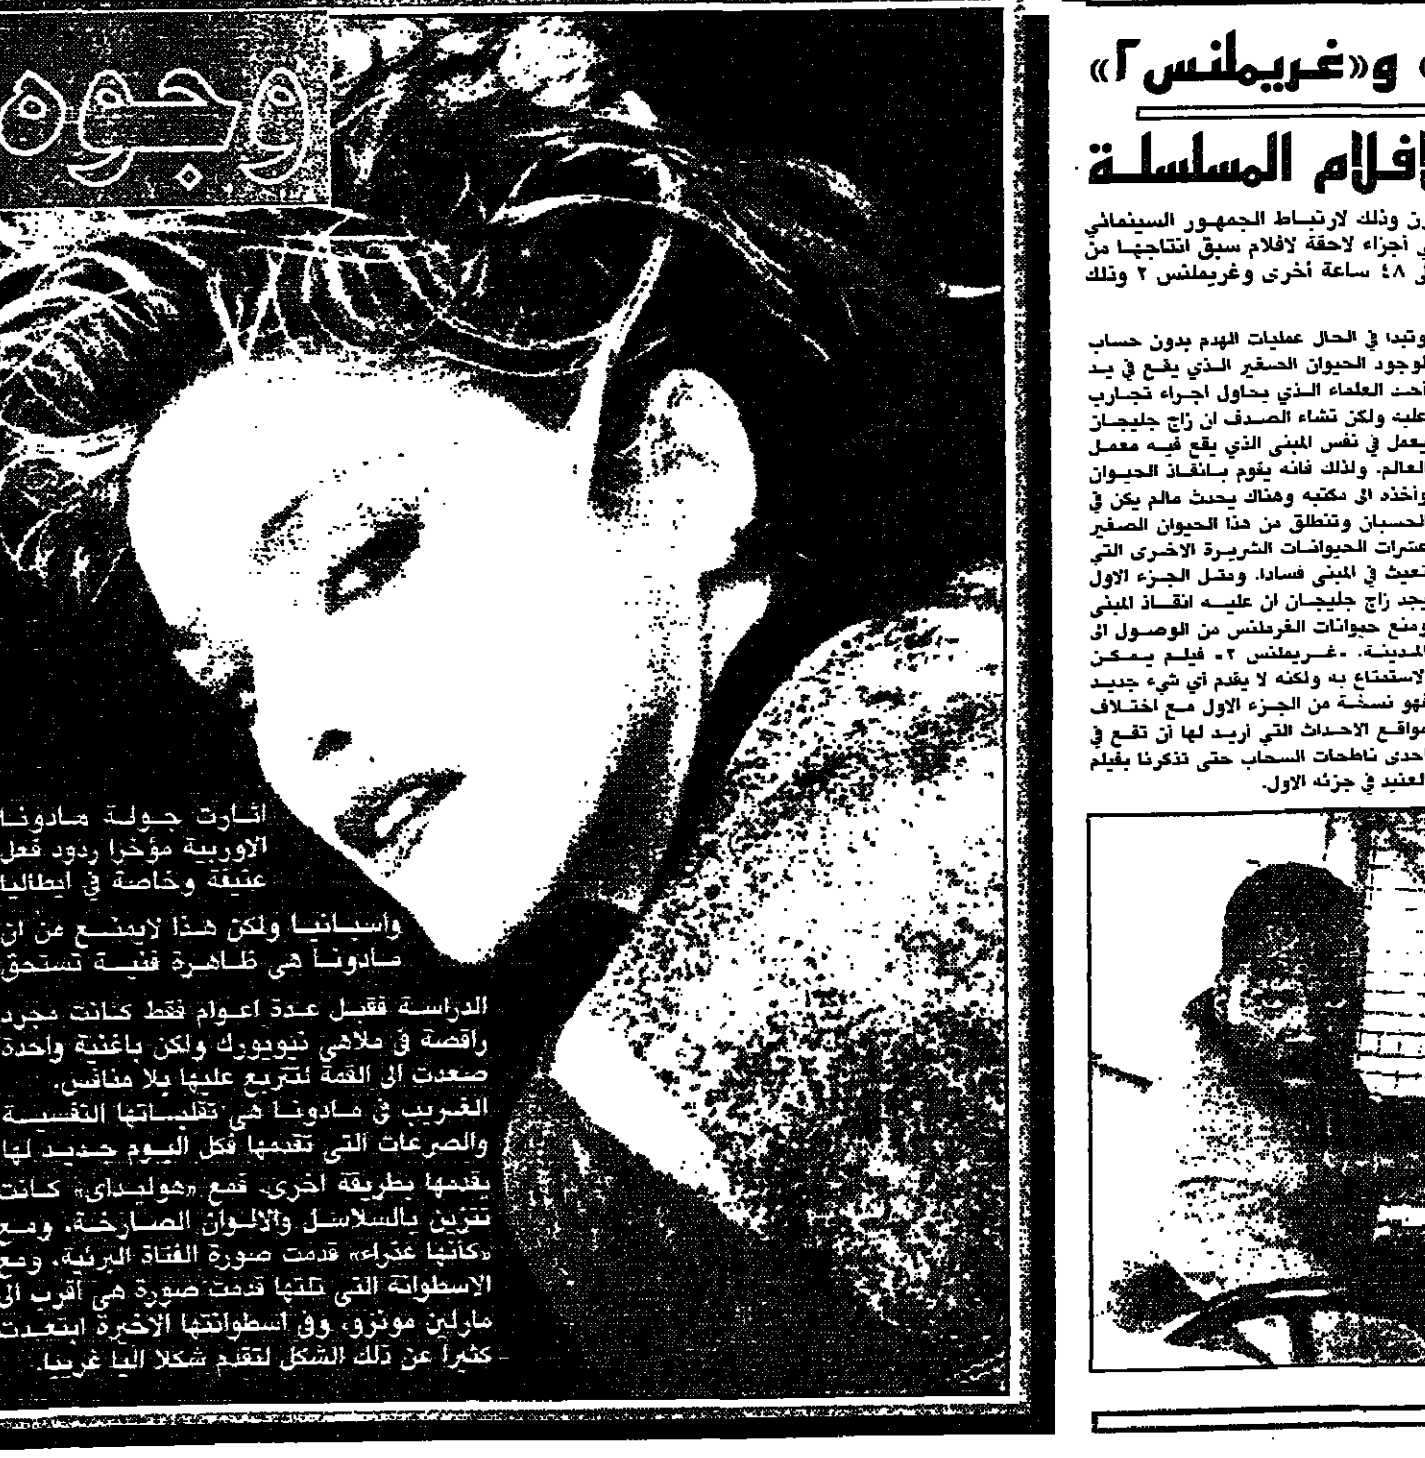 و«غريملنس ٢»
المسلسلة
وذلك لارتباط الجمهور السينمائي
أجزاء لاحقة لافلام سبق انتاجها من
٤٨ ساعة أخرى وغريملنس ٢ وذلك
وتبدا في الحال عمليات الهدم بدون حساب
لوجود الحيوان الصغير الذي يقع في يد
أحد العلماء الذي يحاول اجراء تجارب
عليه ولكن تشاء الصدف ان زاج جليجان
يعمل في نفس المبنى الذي يقع فيه معمل
العالم. ولذلك فانه يقوم بانقاذ الحيوان
وأخذه الى مكتبه وهناك يحدث مالم يكن في
الحسبان وتنطلق من هذا الحيوان الصغير
عشرات الحيوانات الشريرة الاخرى التي
تعيث في المبنى فسادا. ومثل الجزء الاول
يجد زاج جليجان ان عليه انقاذ المبنى
ومنع حيوانات الغرملنس من الوصول الى
المدينة. ـ غريملنس ٢ـ فيلم يمكن
الاستمتاع به ولكنه لا يقدم أي شيء جديد
فهو نسخة من الجزء الاول مع اختلاف
مواقع الاحداث التي أريد لها أن تقع في
احدى ناطحات السحاب حتى تذكرنا بفيلم
العنيد في جزئه الاول.
وجوه
اثارت جولة مادونا
الاوربية مؤخرا ردود فعل
عنيفة وخاصة في ايطاليا
واسبانيا ولكن هذا لايمنع من ان
مادونا هي ظاهرة فنية تستحق
الدراسة فقبل عدة اعوام فقط كانت مجرد
راقصة في ملاهي نيويورك ولكن باغنية واحدة
صعدت الى القمة لتتربع عليها بلا منافس.
الغريب في مادونا هي تقلباتها النفسية
والصرعات التي تقدمها فكل البوم جديد لها
يقدمها بطريقة اخرى. فمع «هوليداي» كانت
تتزين بالسلاسل والالوان الصارخة. ومع
«كأنها عذراء» قدمت صورة الفتاة البرئية. ومع
الاسطوانة التي تلتها قدمت صورة هي أقرب الى
مارلين مونرو، وفي اسطوانتها الاخيرة ابتعدت
كثيرا عن ذلك الشكل لتقدم شكلا اليا غريبا.